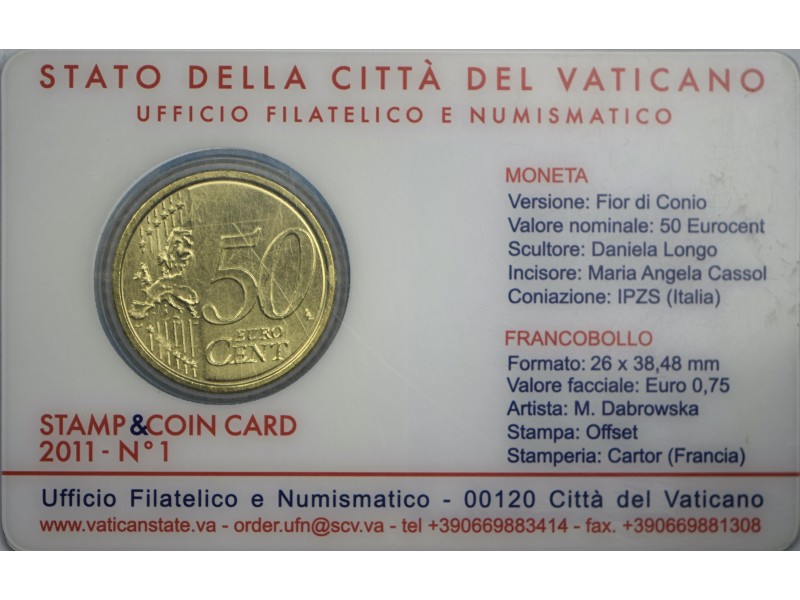 STATO DELLA CITTÀ DEL VATICANO
UFFICIO FILATELICO E NUMISMATICO
50
EURO
CENT
MONETA
Versione: Fior di Conio
Valore nominale: 50 Eurocent
Scultore: Daniela Longo
Incisore: Maria Angela Cassol
Coniazione: IPZS (Italia)
FRANCOBOLLO
Formato: 26 x 38,48 mm
Valore facciale: Euro 0,75
Artista: M. Dabrowska
Stampa: Offset
Stamperia: Cartor (Francia)
STAMP&COIN CARD
2011 - N° 1
Ufficio Filatelico e Numismatico - 00120 Città del Vaticano
www.vaticanstate.va - order.ufn@scv.va - tel +390669883414 - fax. +390669881308